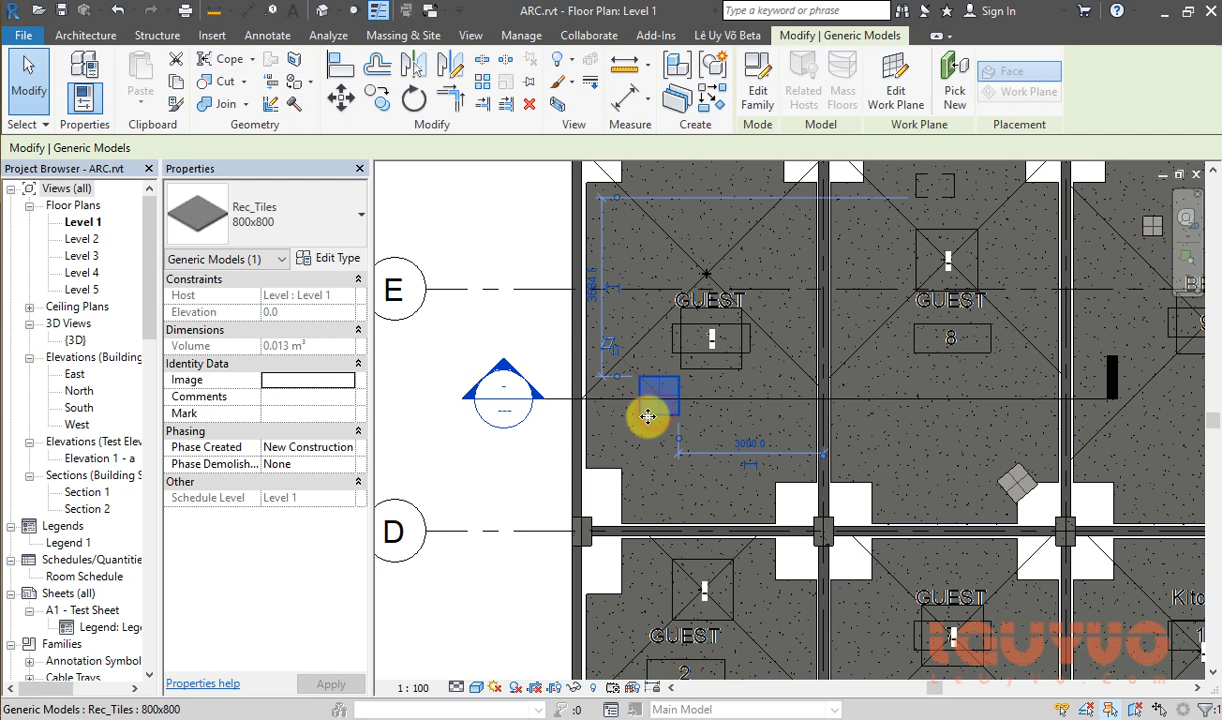 ARC.rvt - Floor Plan: Level 1
Type a keyword or phrase
Sign In
File Architecture Structure Insert Annotate Analyze Massing & Site View Manage Collaborate Add-Ins Lê Uy Võ Beta Modify | Generic Models
Modify
Properties
Paste
Cope
Cut
Join
Edit Family
Related Hosts
Mass Floors
Edit Work Plane
Pick New
Face
Work Plane
Select Properties Clipboard Geometry Modify View Measure Create Mode Model Work Plane Placement
Modify | Generic Models
Project Browser - ARC.rvt
Views (all)
Floor Plans
Level 1
Level 2
Level 3
Level 4
Level 5
Ceiling Plans
3D Views
{3D}
Elevations (Building
East
North
South
West
Elevations (Test Elev
Elevation 1 - a
Sections (Building S
Section 1
Section 2
Legends
Legend 1
Schedules/Quantitie
Room Schedule
Sheets (all)
A1 - Test Sheet
Legend: Leg
Families
Annotation Symbol
Cable Trays
Properties
Rec_Tiles
800x800
Generic Models (1)
Edit Type
Constraints
Host Level : Level 1
Elevation 0.0
Dimensions
Volume 0.013 m³
Identity Data
Image
Comments
Mark
Phasing
Phase Created New Construction
Phase Demolish... None
Other
Schedule Level Level 1
Properties help
Apply
E
D
GUEST
GUEST
8
3000.0
GUEST
2
GUEST
Kitc
LEUYVO
leuyvo.com
1 : 100
Generic Models : Rec_Tiles : 800x800
:0
Main Model
:1